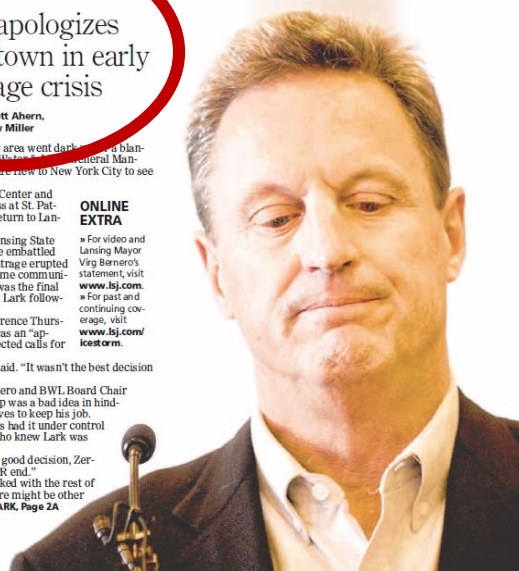 apologizes
town in early
age crisis
tt Ahern,
Miller
area went dark
a blan-
eneral Man-
to New York City to see
Center and
s at St. Pat-
eturn to Lan-
nsing State
e embattled
trage erupted
me communi-
was the final
Lark follow-
rence Thurs-
as an “ap-
ected calls for
aid. “It wasn’t the best decision
ero and BWL Board Chair
p was a bad idea in hind-
ves to keep his job.
s had it under control
ho knew Lark was
good decision, Zer-
R end.”
ked with the rest of
re might be other
ARK, Page 2A
ONLINE
EXTRA
» For video and
Lansing Mayor
Virg Bernero’s
statement, visit
www.lsj.com.
» For past and
continuing cov-
erage, visit
www.lsj.com/
icestorm.